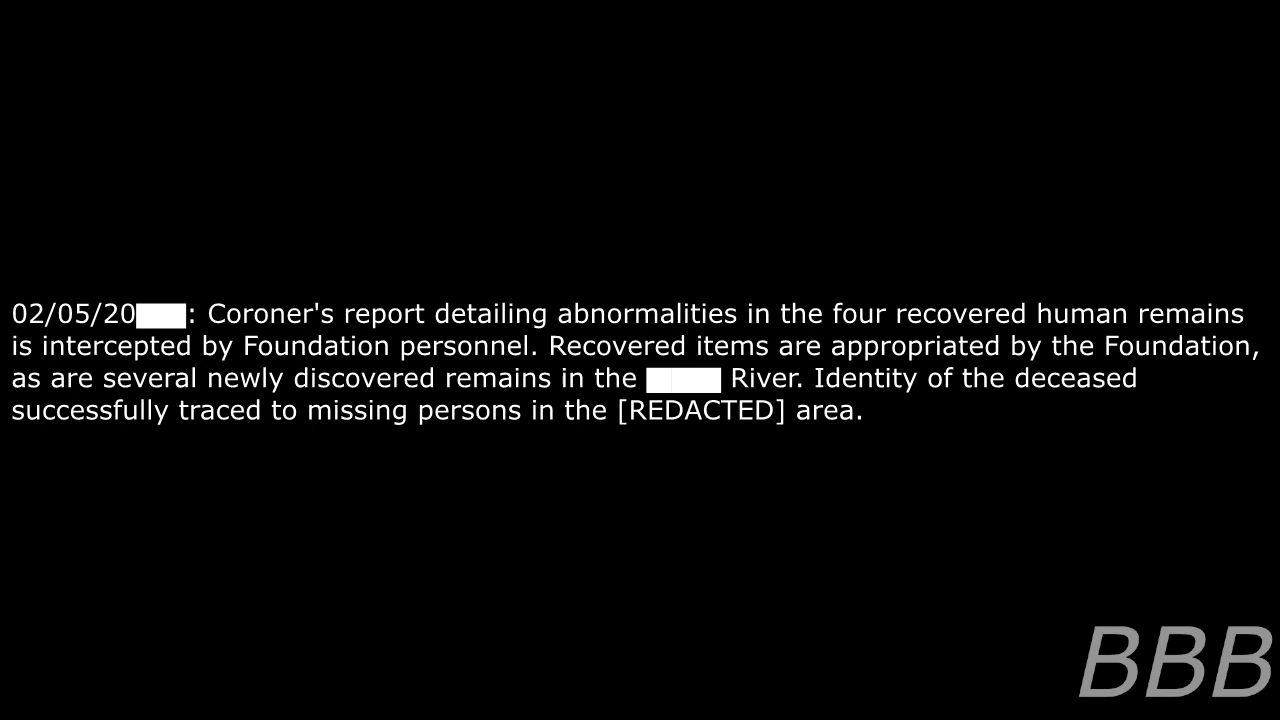 02/05/20██: Coroner's report detailing abnormalities in the four recovered human remains
is intercepted by Foundation personnel. Recovered items are appropriated by the Foundation,
as are several newly discovered remains in the ███ River. Identity of the deceased
successfully traced to missing persons in the [REDACTED] area.
BBB